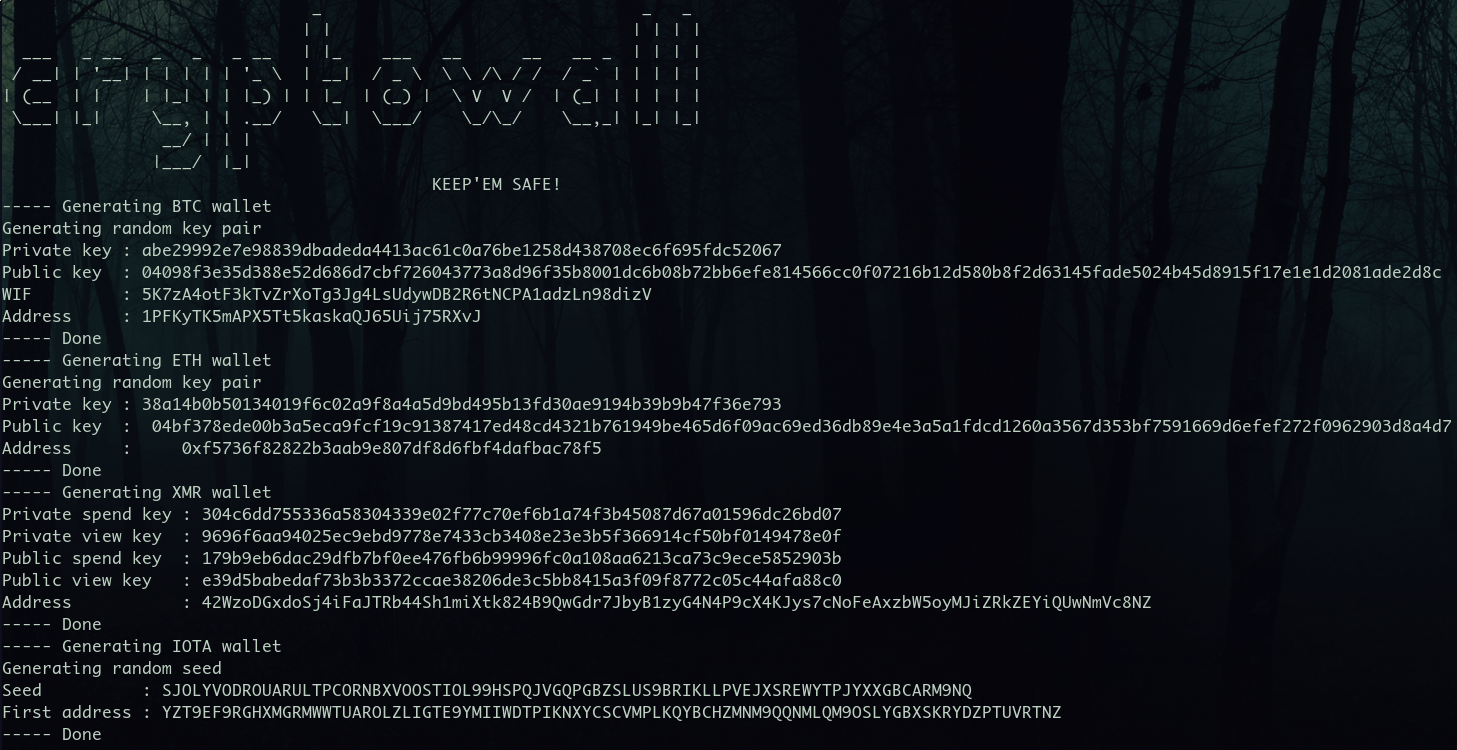 cryptowall
KEEP'EM SAFE!
----- Generating BTC wallet
Generating random key pair
Private key : abe29992e7e98839dbadeda4413ac61c0a76be1258d438708ec6f695fdc52067
Public key  : 04098f3e35d388e52d686d7cbf726043773a8d96f35b8001dc6b08b72bb6efe814566cc0f07216b12d580b8f2d63145fade5024b45d8915f17e1e1d2081ade2d8c
WIF         : 5K7zA4otF3kTvZrXoTg3Jg4LsUdywDB2R6tNCPA1adzLn98dizV
Address     : 1PFKyTK5mAPX5Tt5kaskaQJ65Uij75RXvJ
----- Done
----- Generating ETH wallet
Generating random key pair
Private key : 38a14b0b50134019f6c02a9f8a4a5d9bd495b13fd30ae9194b39b9b47f36e793
Public key  :  04bf378ede00b3a5eca9fcf19c91387417ed48cd4321b761949be465d6f09ac69ed36db89e4e3a5a1fdcd1260a3567d353bf7591669d6efef272f0962903d8a4d7
Address     :     0xf5736f82822b3aab9e807df8d6fbf4dafbac78f5
----- Done
----- Generating XMR wallet
Private spend key : 304c6dd755336a58304339e02f77c70ef6b1a74f3b45087d67a01596dc26bd07
Private view key  : 9696f6aa94025ec9ebd9778e7433cb3408e23e3b5f366914cf50bf0149478e0f
Public spend key  : 179b9eb6dac29dfb7bf0ee476fb6b99996fc0a108aa6213ca73c9ece5852903b
Public view key   : e39d5babedaf73b3b3372ccae38206de3c5bb8415a3f09f8772c05c44afa88c0
Address           : 42WzoDGxdoSj4iFaJTRb44Sh1miXtk824B9QwGdr7JbyB1zyG4N4P9cX4KJys7cNoFeAxzbW5oyMJiZRkZEYiQUwNmVc8NZ
----- Done
----- Generating IOTA wallet
Generating random seed
Seed          : SJOLYVODROUARULTPCORNBXVOOSTIOL99HSPQJVGQPGBZSLUS9BRIKLLPVEJXSREWYTPJYXXGBCARM9NQ
First address : YZT9EF9RGHXMGRMWWTUAROLZLIGTE9YMIIWDTPIKNXYCSCVMPLKQYBCHZMNM9QQNMLQM9OSLYGBXSKRYDZPTUVRTNZ
----- Done